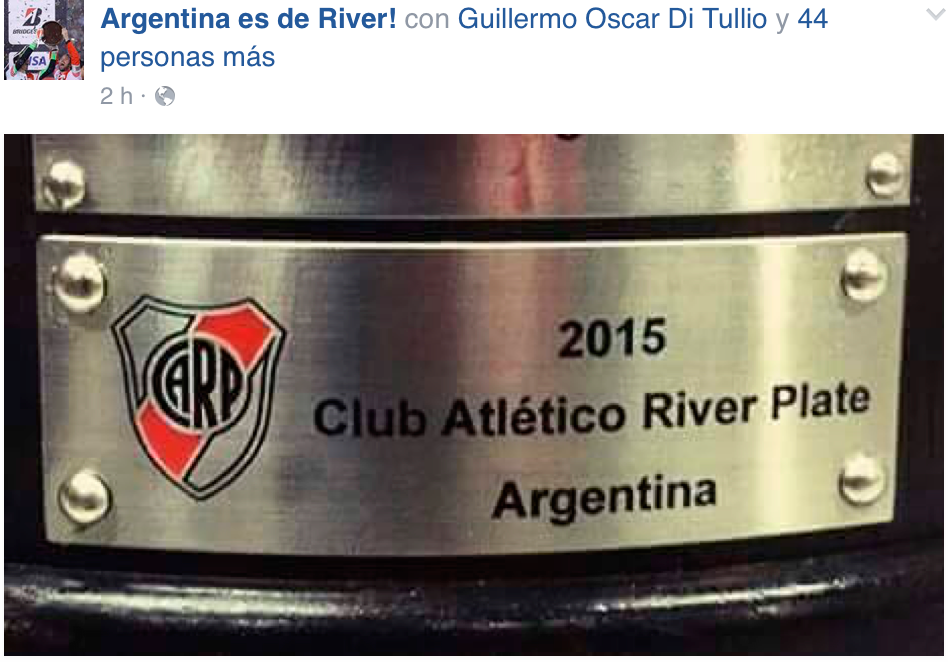 Argentina es de River! con Guillermo Oscar Di Tullio y 44
personas más
2 h ·
CARP
2015
Club Atlético River Plate
Argentina